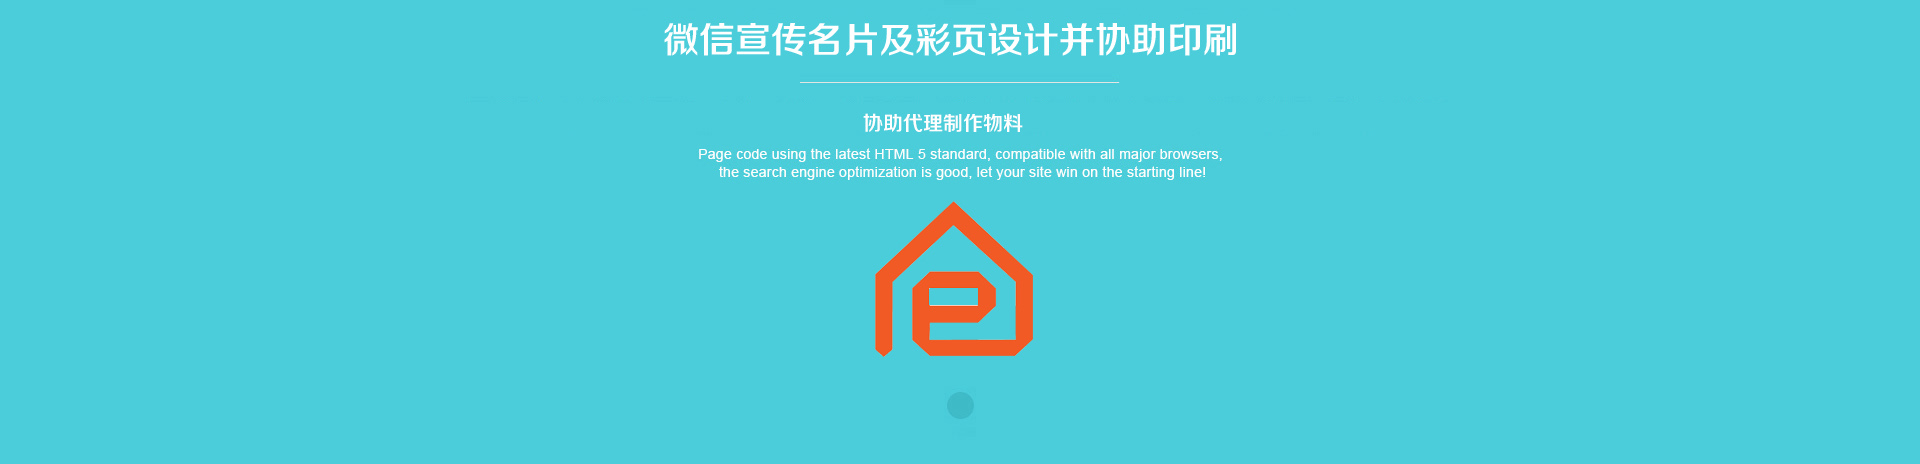 微信宣传名片及彩页设计并协助印刷
协助代理制作物料
Page code using the latest HTML 5 standard, compatible with all major browsers,
the search engine optimization is good, let your site win on the starting line!